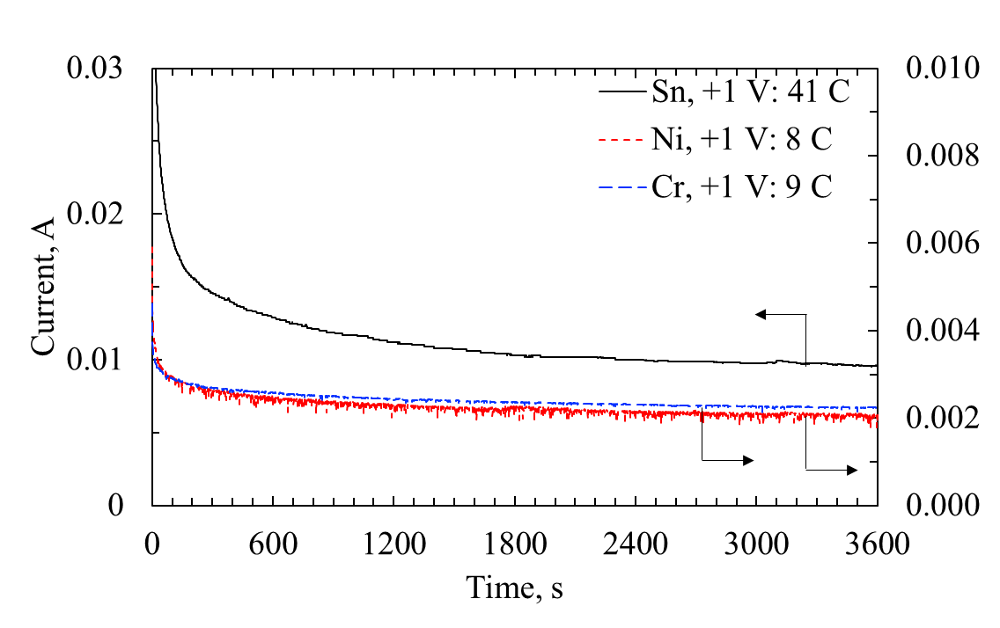 0.03
0.02
0.01
0
Current, A
Sn, +1 V: 41 C
Ni, +1 V: 8 C
Cr, +1 V: 9 C
0.010
0.008
0.006
0.004
0.002
0.000
0 600 1200 1800 2400 3000 3600
Time, s